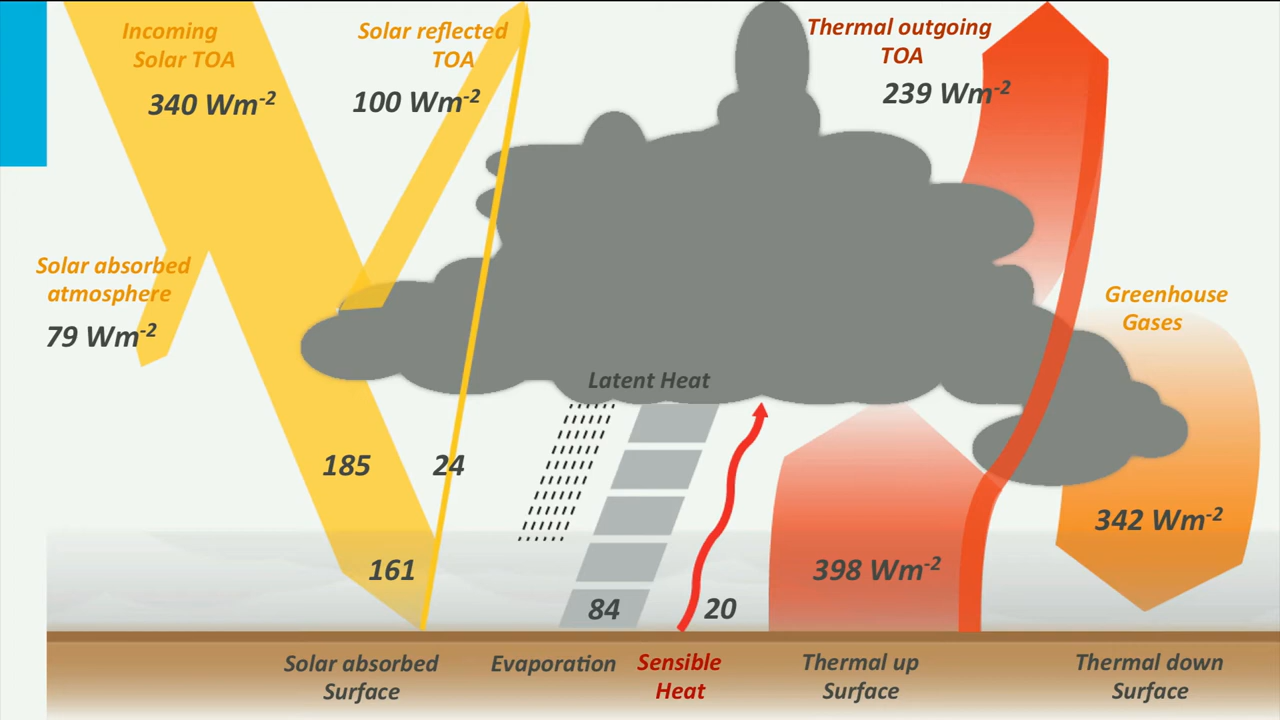 Incoming
Solar TOA
340 Wm⁻²
Solar reflected
TOA
100 Wm⁻²
Thermal outgoing
TOA
239 Wm⁻²
Solar absorbed
atmosphere
79 Wm⁻²
Greenhouse
Gases
Latent Heat
185
24
342 Wm⁻²
161
398 Wm⁻²
84
20
Solar absorbed
Surface
Evaporation
Sensible
Heat
Thermal up
Surface
Thermal down
Surface